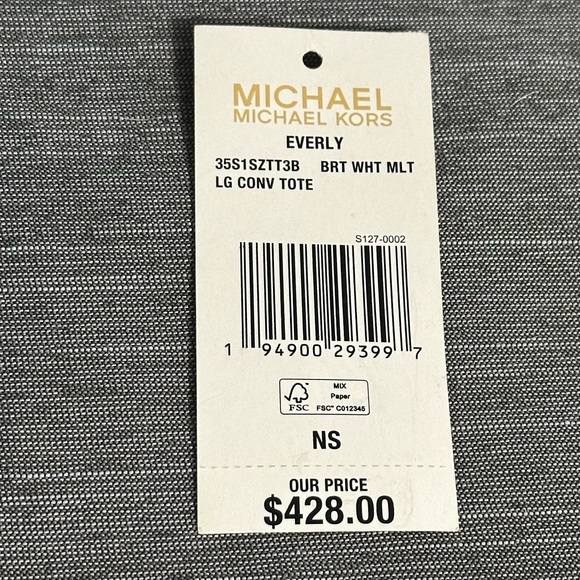 MICHAEL
MICHAEL KORS
EVERLY
35S1SZTT3B BRT WHT MLT
LG CONV TOTE
S127-0002
1 94900 29399 7
FSC
MIX
Paper
FSC™ C012345
NS
OUR PRICE
$428.00